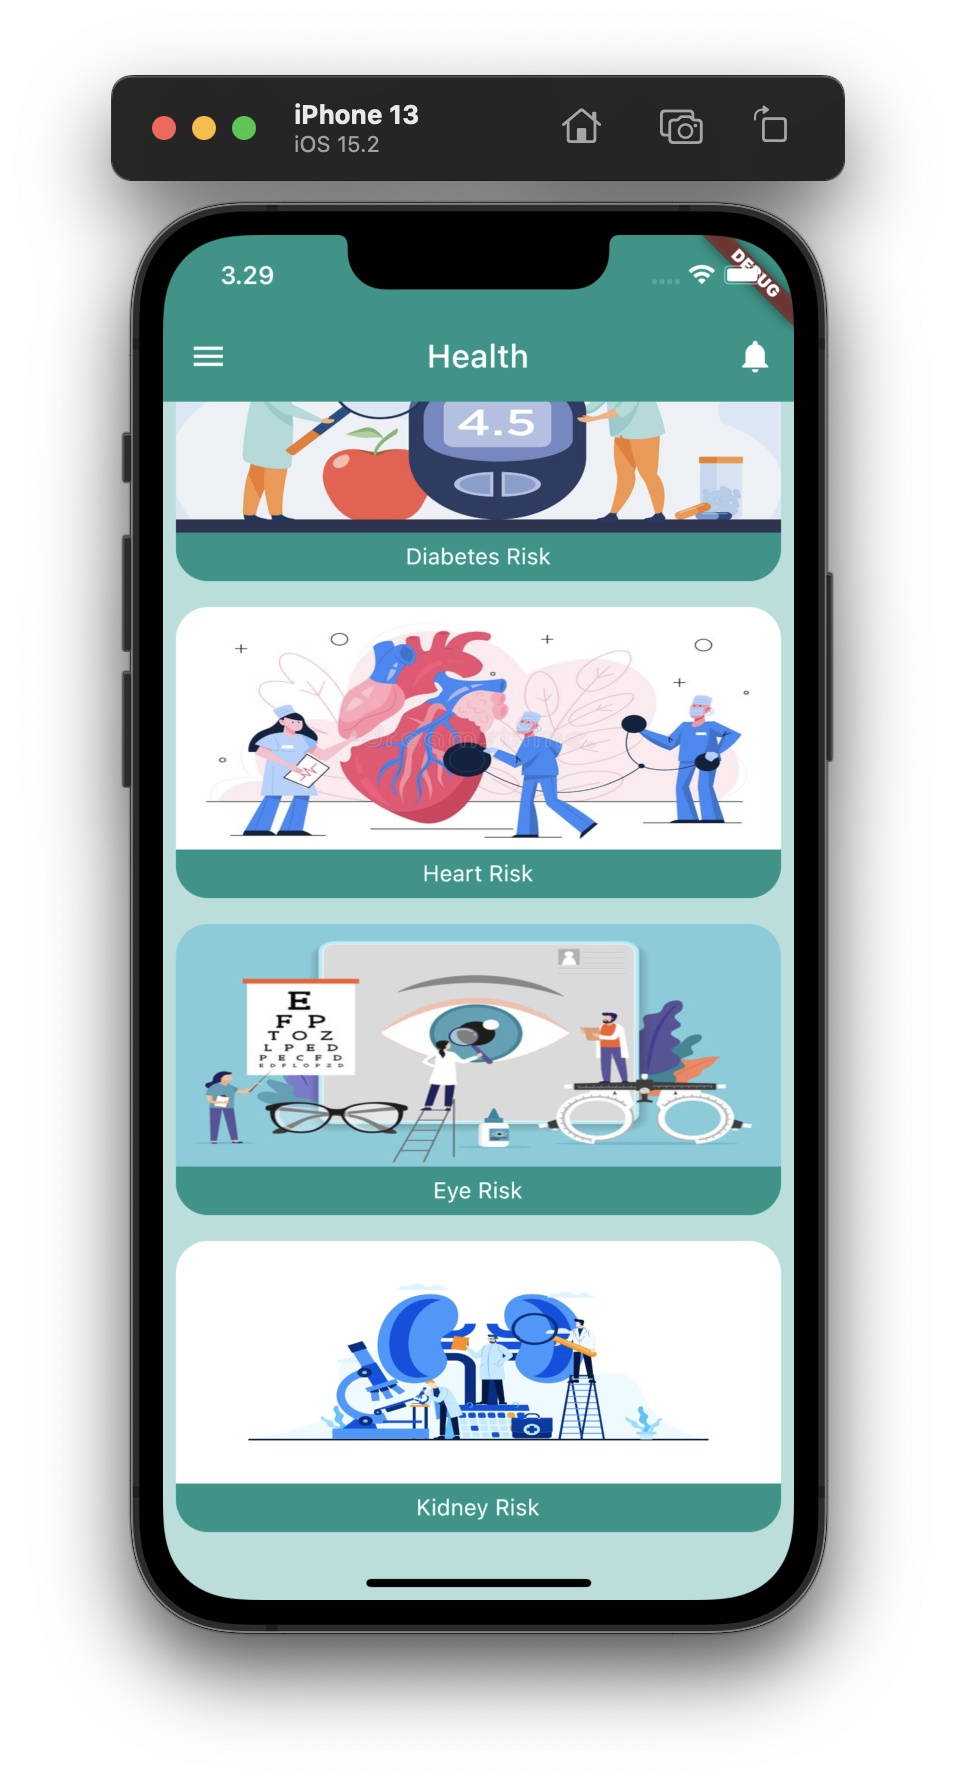 iPhone 13
iOS 15.2
3.29
DEBUG
Health
4.5
Diabetes Risk
dreamstime
Heart Risk
E
F P
T O Z
L P E D
P E C F D
E D F L O P Z D
Eye Risk
Kidney Risk